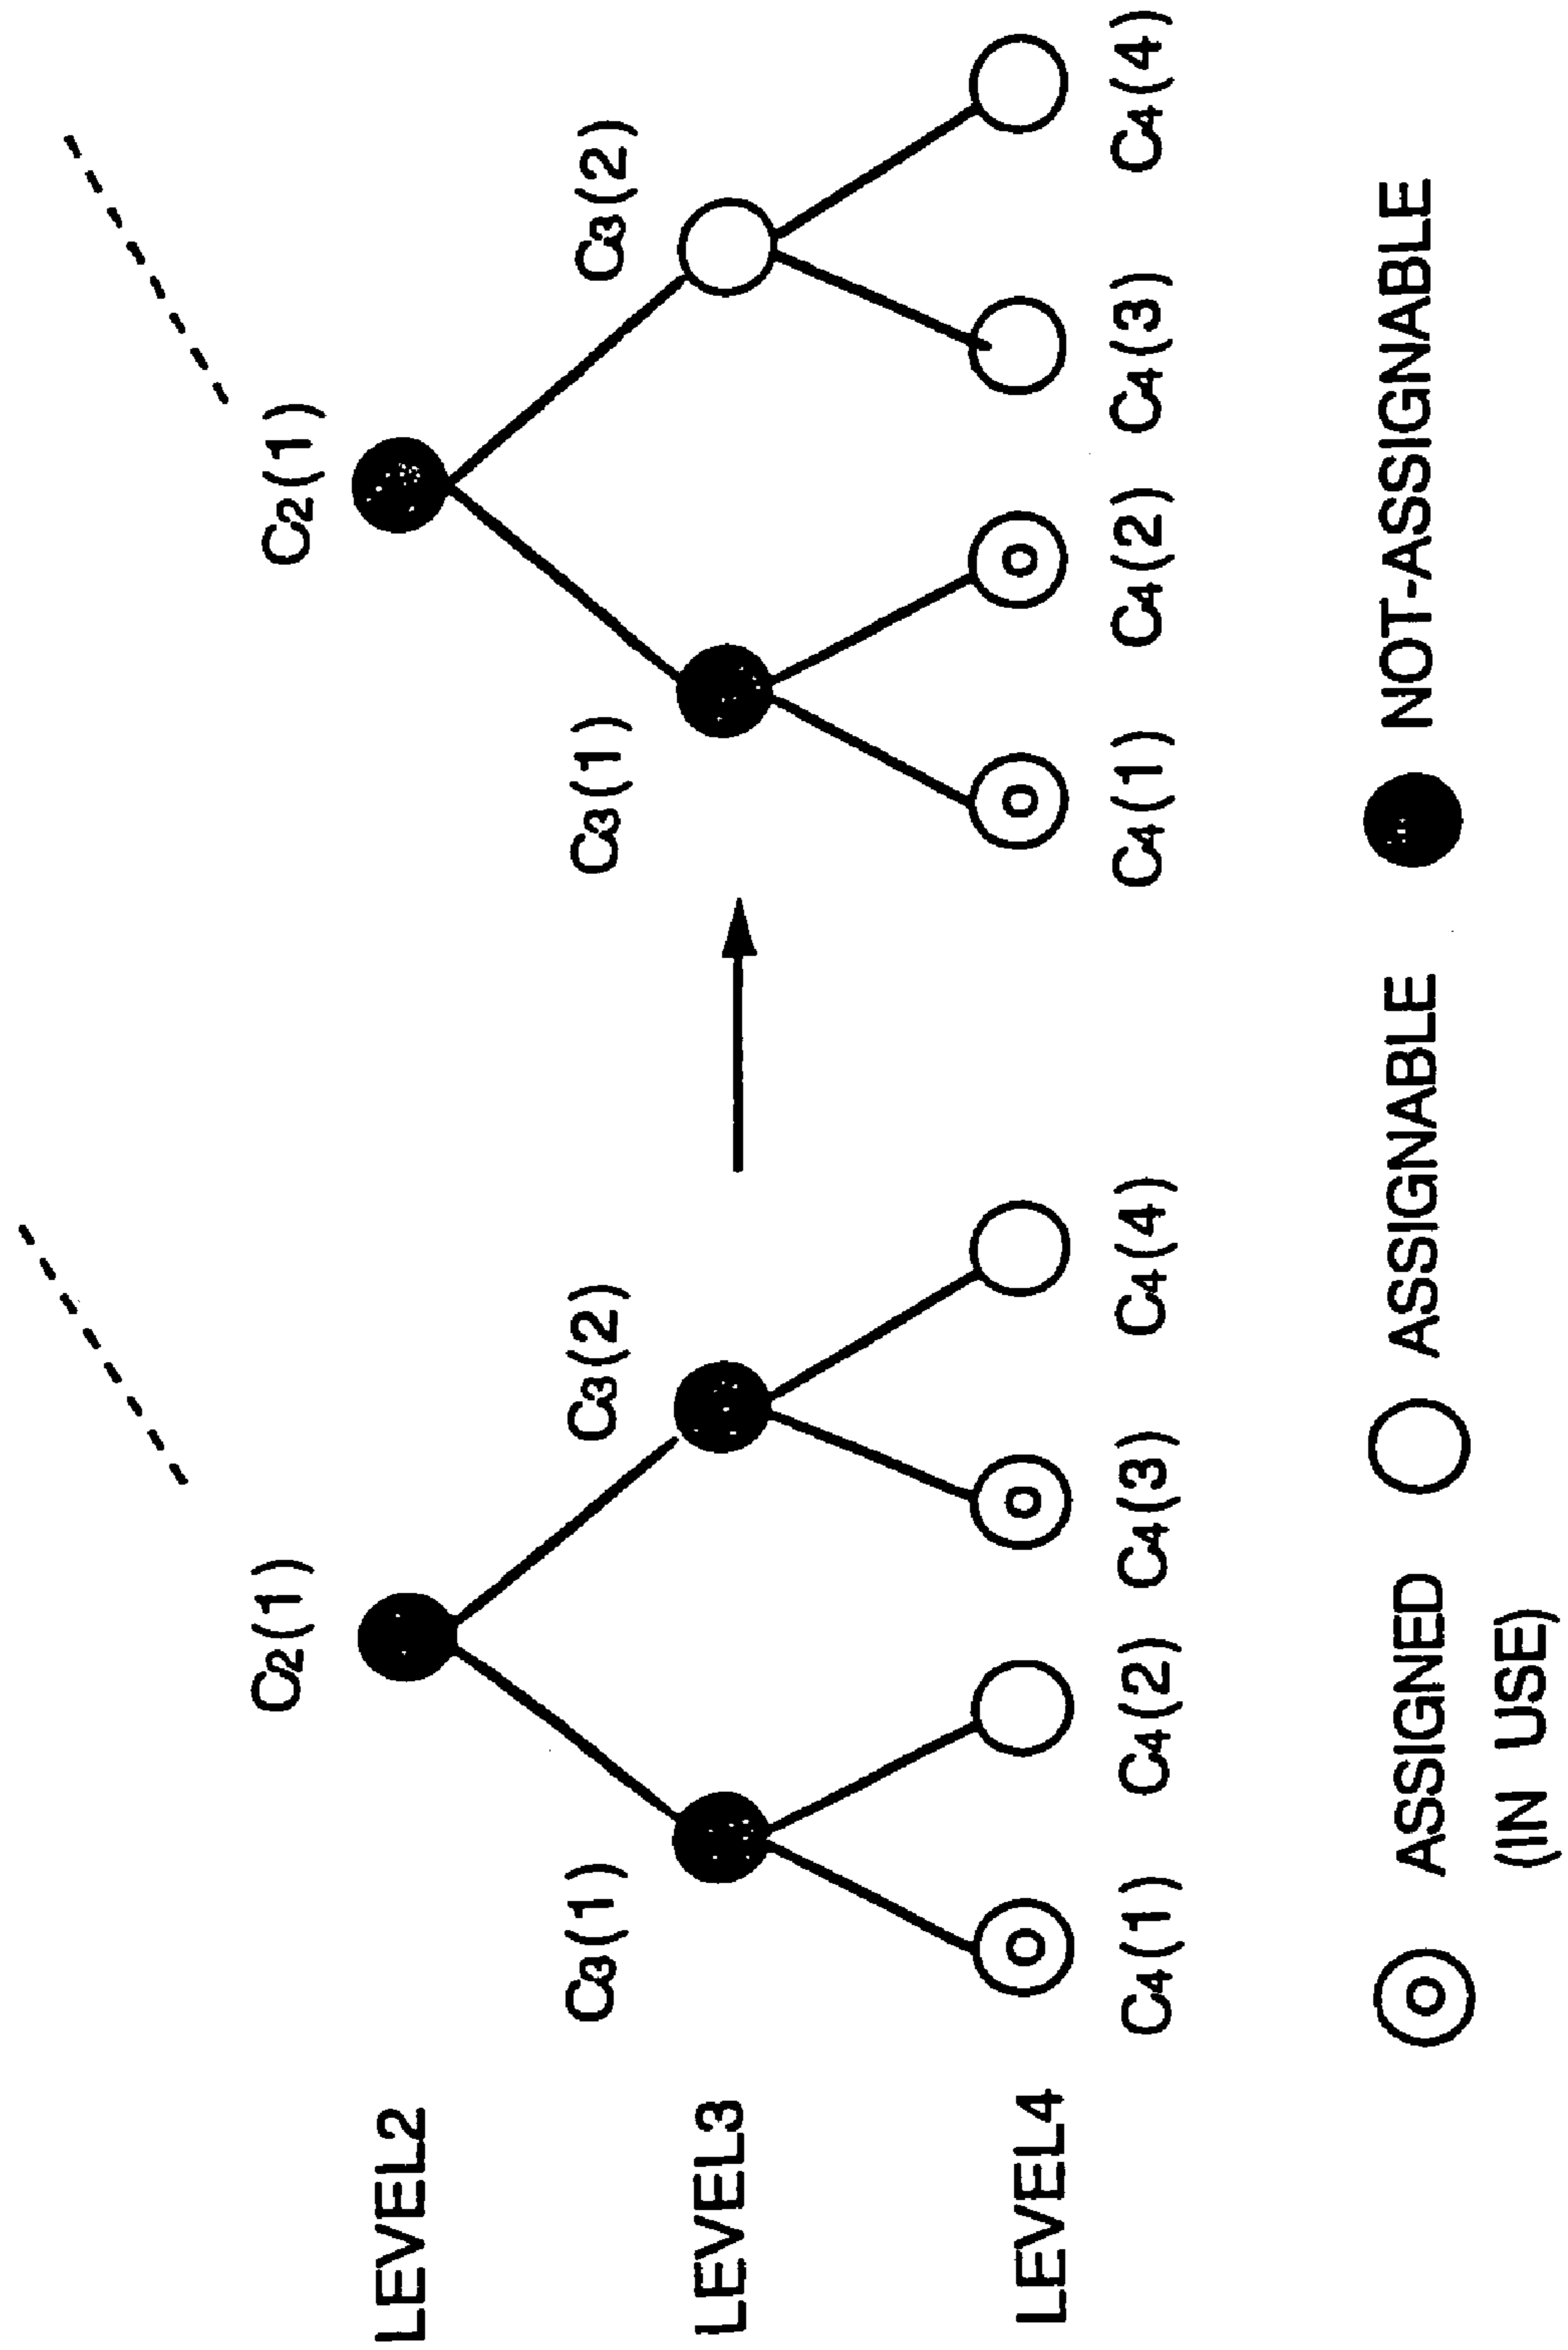 C2(1) C2(1)
LEVEL2
C3(1) C3(2) C3(1) C3(2)
LEVEL3
LEVEL4
C4(1) C4(2) C4(3) C4(4) C4(1) C4(2) C4(3) C4(4)
ASSIGNED ASSIGNABLE NOT-ASSIGNABLE
(IN USE)